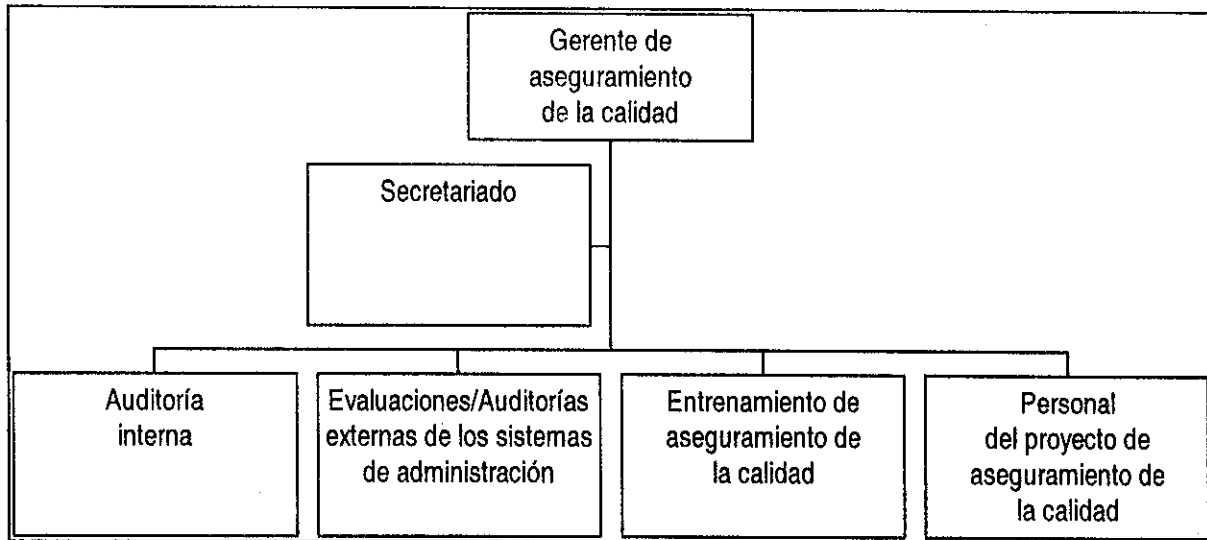 Gerente de
aseguramiento
de la calidad
Secretariado
Auditoría
interna
Evaluaciones/Auditorías
externas de los sistemas
de administración
Entrenamiento de
aseguramiento de
la calidad
Personal
del proyecto de
aseguramiento de
la calidad